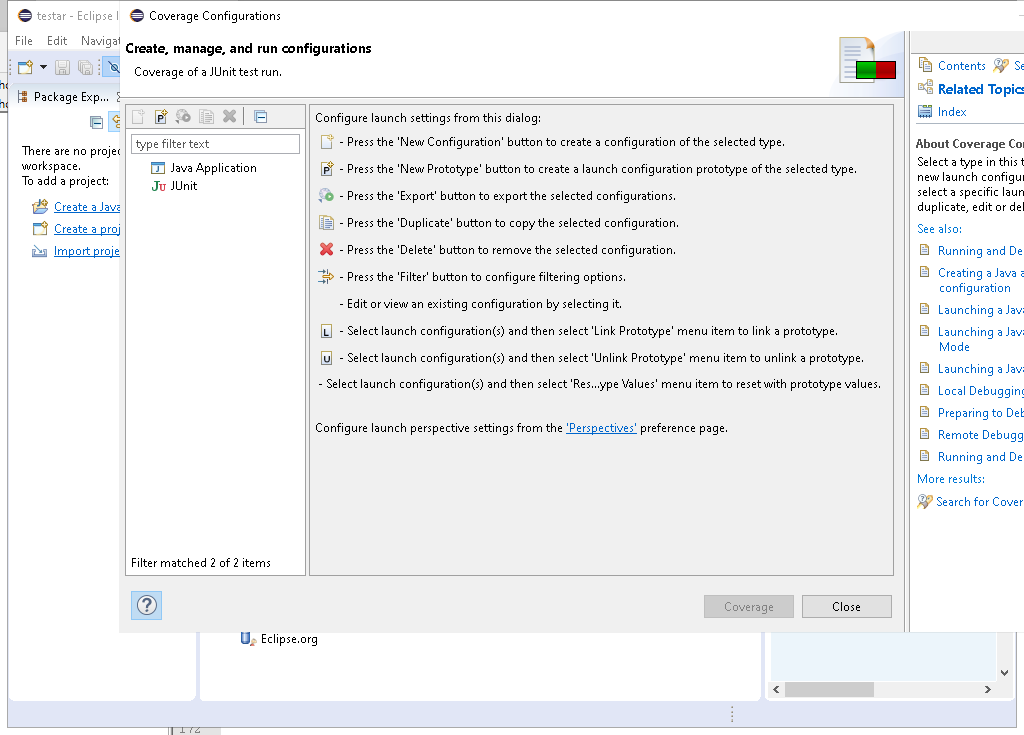 testar - Eclipse I
Coverage Configurations
File Edit Navigat
Create, manage, and run configurations
Coverage of a JUnit test run.
Package Exp...
There are no projec
workspace.
To add a project:
Create a Java
Create a proj
Import proje
type filter text
Java Application
JUnit
Filter matched 2 of 2 items
Configure launch settings from this dialog:
- Press the 'New Configuration' button to create a configuration of the selected type.
- Press the 'New Prototype' button to create a launch configuration prototype of the selected type.
- Press the 'Export' button to export the selected configurations.
- Press the 'Duplicate' button to copy the selected configuration.
- Press the 'Delete' button to remove the selected configuration.
- Press the 'Filter' button to configure filtering options.
- Edit or view an existing configuration by selecting it.
L - Select launch configuration(s) and then select 'Link Prototype' menu item to link a prototype.
U - Select launch configuration(s) and then select 'Unlink Prototype' menu item to unlink a prototype.
- Select launch configuration(s) and then select 'Res...ype Values' menu item to reset with prototype values.
Configure launch perspective settings from the 'Perspectives' preference page.
Coverage Close
Contents Se
Related Topics
Index
About Coverage Co
Select a type in this t
new launch configur
select a specific laun
duplicate, edit or del
See also:
Running and De
Creating a Java a
configuration
Launching a Java
Launching a Java
Mode
Launching a Java
Local Debugging
Preparing to Deb
Remote Debugg
Running and De
More results:
Search for Cover
Eclipse.org
172